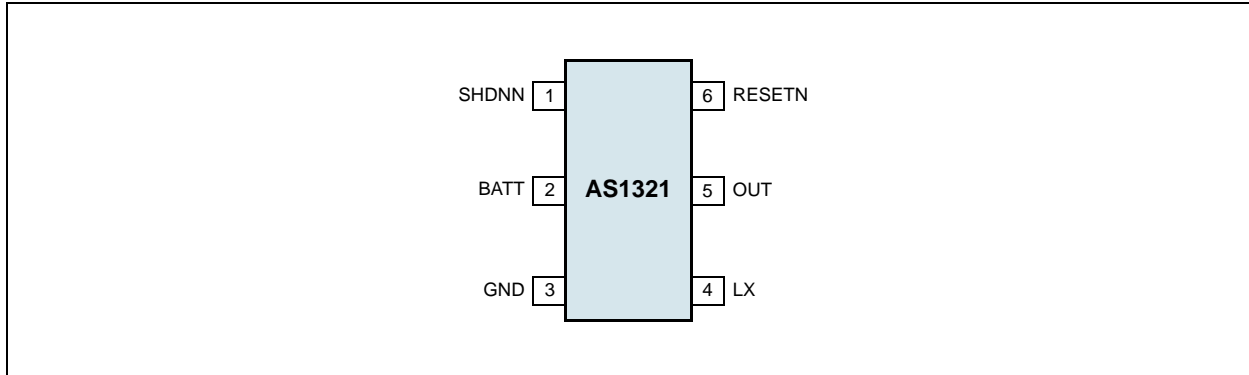 SHDNN 1 6 RESETN
BATT 2 AS1321 5 OUT
GND 3 4 LX